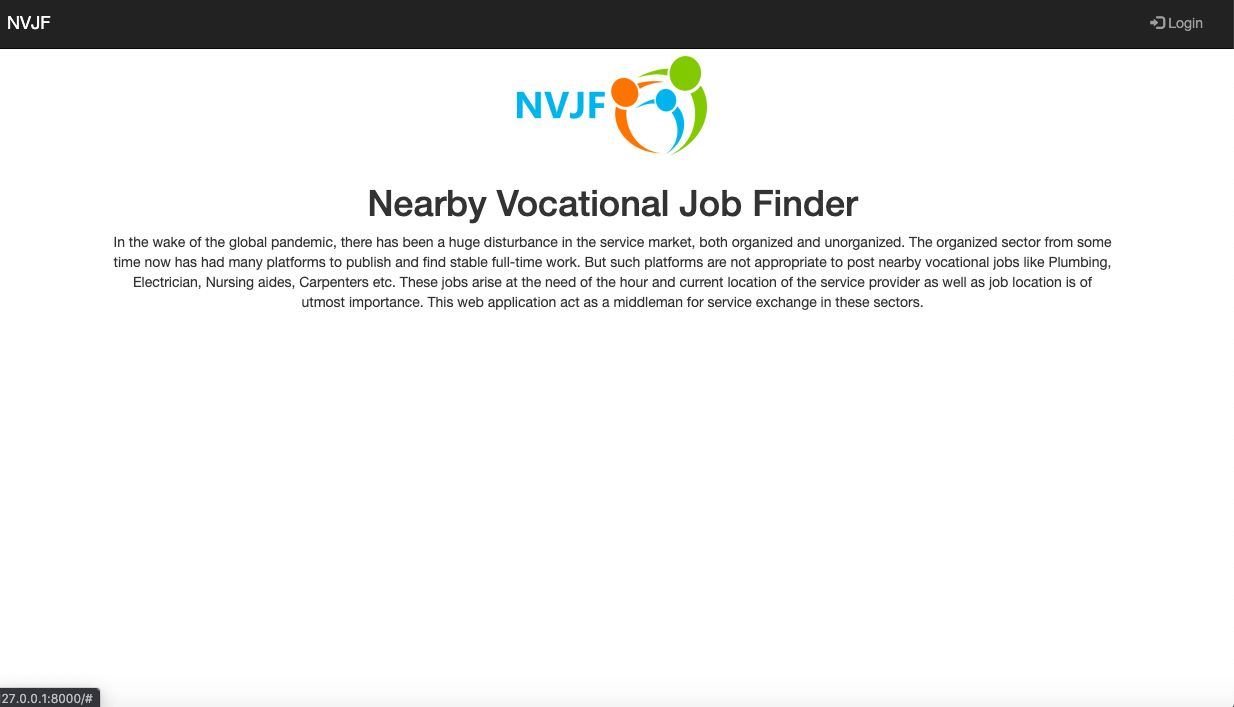 NVJF
Login
NVJF
Nearby Vocational Job Finder
In the wake of the global pandemic, there has been a huge disturbance in the service market, both organized and unorganized. The organized sector from some
time now has had many platforms to publish and find stable full-time work. But such platforms are not appropriate to post nearby vocational jobs like Plumbing,
Electrician, Nursing aides, Carpenters etc. These jobs arise at the need of the hour and current location of the service provider as well as job location is of
utmost importance. This web application act as a middleman for service exchange in these sectors.
27.0.0.1:8000/#